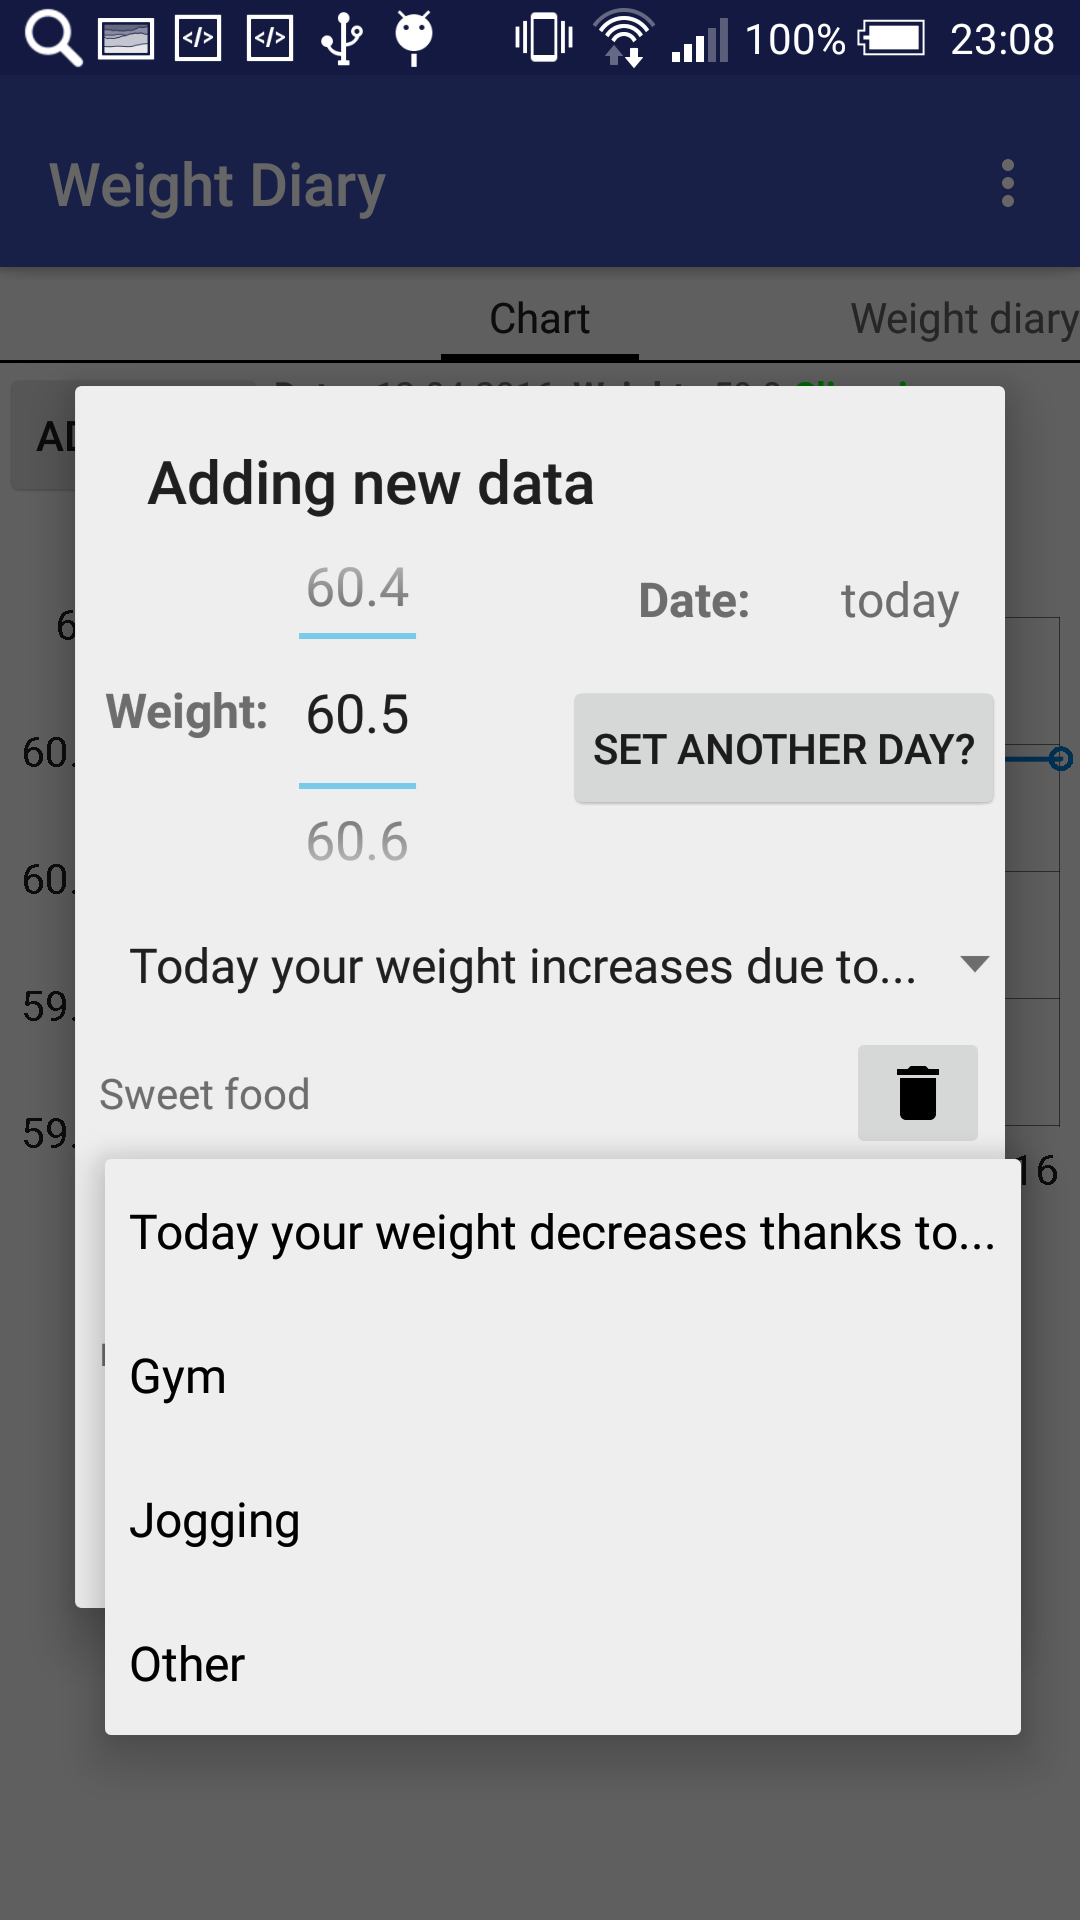 100% 23:08
Weight Diary
Chart Weight diary
AD
Adding new data
60.4
Date: today
Weight: 60.5
SET ANOTHER DAY?
60.6
60.
60.
Today your weight increases due to...
59.
Sweet food
59.
16
Today your weight decreases thanks to...
Gym
Jogging
Other